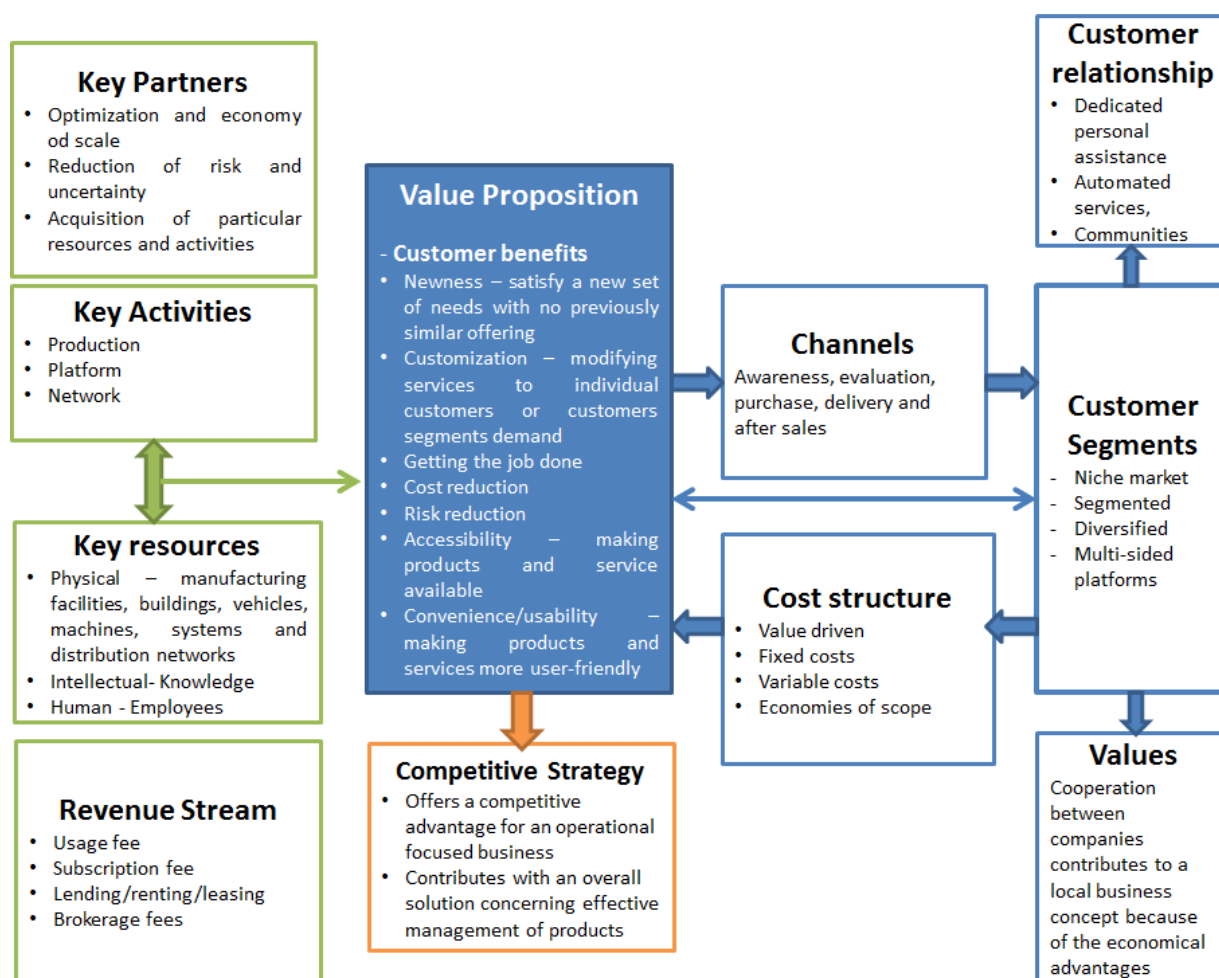 Key Partners
• Optimization and economy
od scale
• Reduction of risk and
uncertainty
• Acquisition of particular
resources and activities
Key Activities
• Production
• Platform
• Network
Key resources
• Physical – manufacturing
facilities, buildings, vehicles,
machines, systems and
distribution networks
• Intellectual- Knowledge
• Human - Employees
Revenue Stream
• Usage fee
• Subscription fee
• Lending/renting/leasing
• Brokerage fees
Value Proposition
- Customer benefits
• Newness – satisfy a new set
of needs with no previously
similar offering
• Customization – modifying
services to individual
customers or customers
segments demand
• Getting the job done
• Cost reduction
• Risk reduction
• Accessibility – making
products and service
available
• Convenience/usability –
making products and
services more user-friendly
Competitive Strategy
• Offers a competitive
advantage for an operational
focused business
• Contributes with an overall
solution concerning effective
management of products
Channels
Awareness, evaluation,
purchase, delivery and
after sales
Cost structure
• Value driven
• Fixed costs
• Variable costs
• Economies of scope
Customer
relationship
• Dedicated
personal
assistance
• Automated
services,
• Communities
Customer
Segments
- Niche market
- Segmented
- Diversified
- Multi-sided
platforms
Values
Cooperation
between
companies
contributes to a
local business
concept because
of the economical
advantages